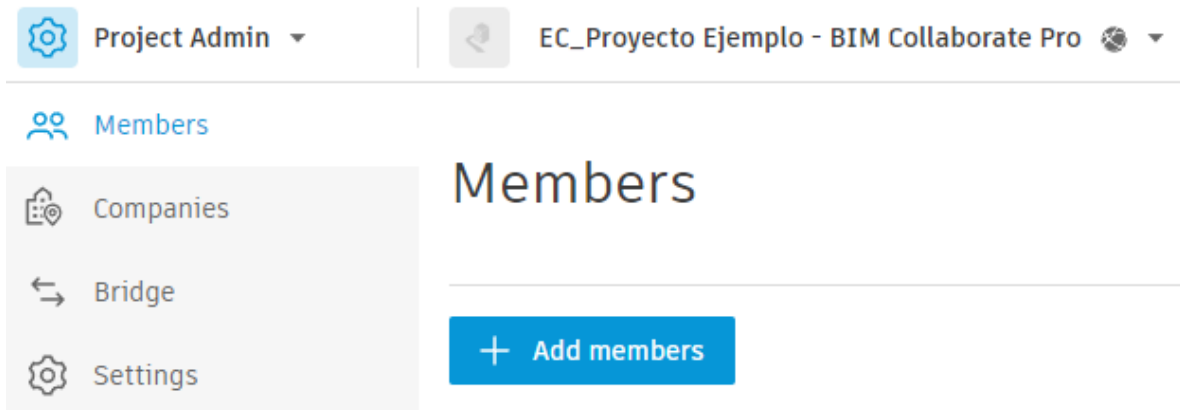 Project Admin
EC_Proyecto Ejemplo - BIM Collaborate Pro
Members
Companies
Bridge
Settings
Members
Add members